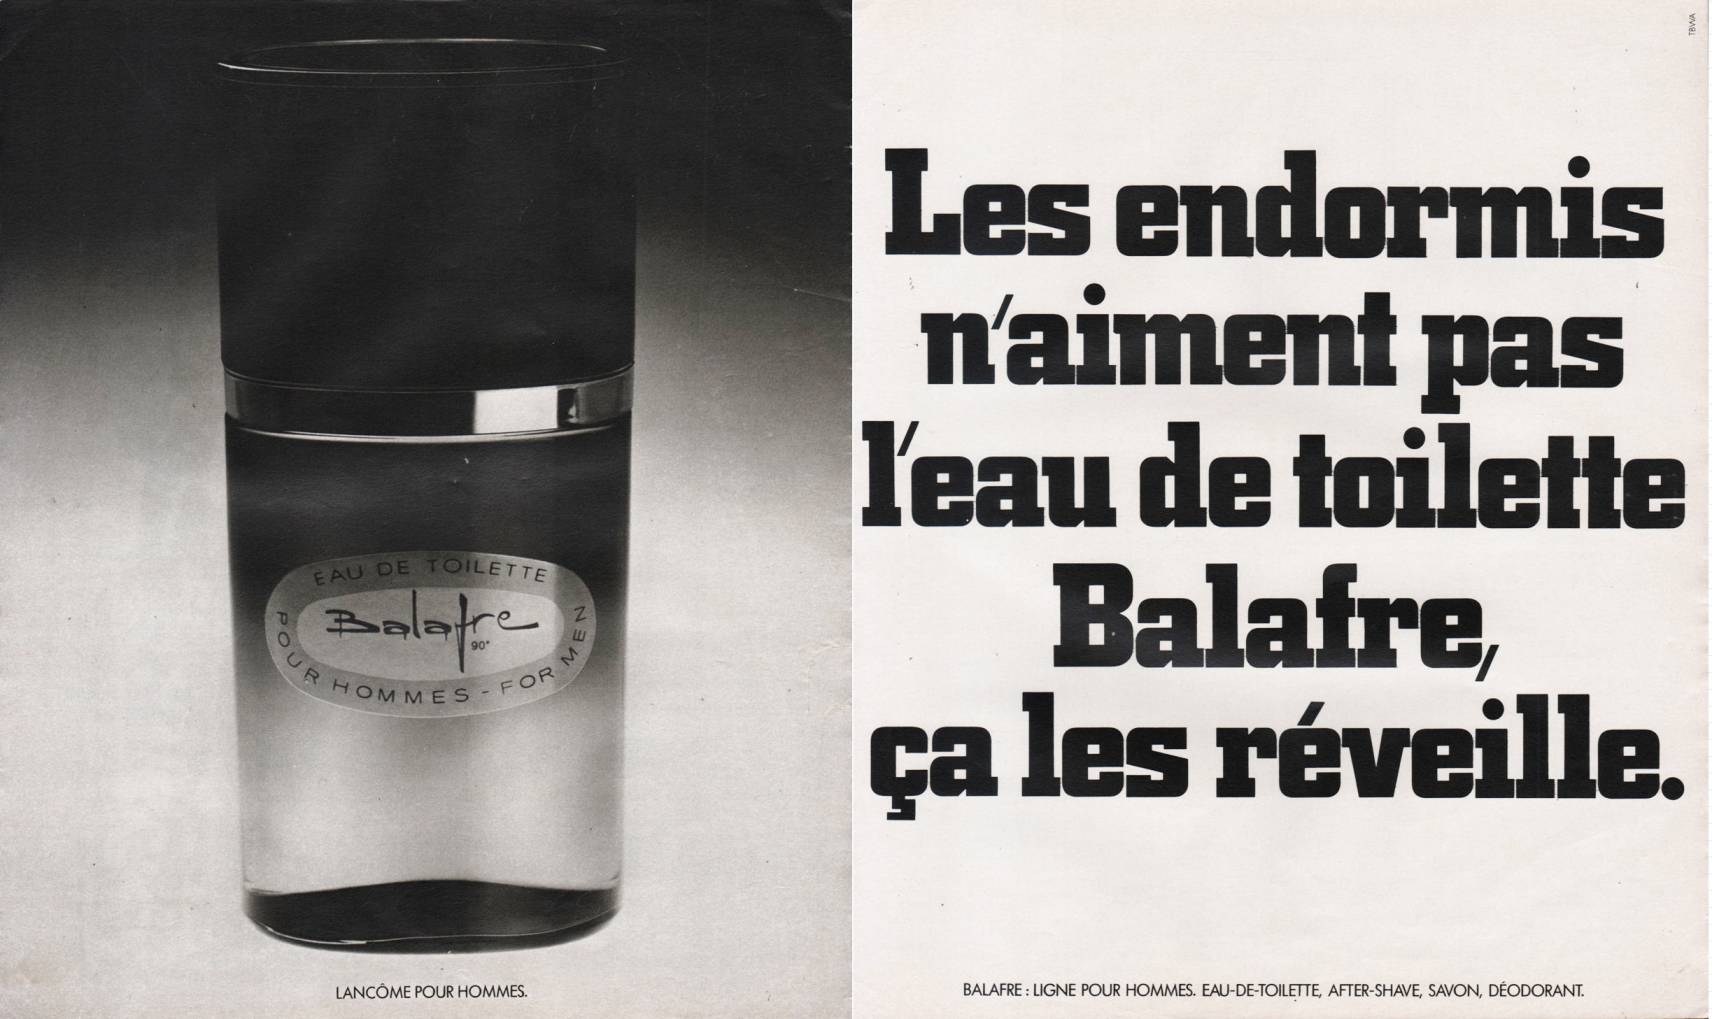 EAU DE TOILETTE
Balafre
90°
POUR HOMMES - FOR MEN
LANCÔME POUR HOMMES.
TBWA
Les endormis
n'aiment pas
l'eau de toilette
Balafre,
ça les réveille.
BALAFRE : LIGNE POUR HOMMES. EAU-DE-TOILETTE, AFTER-SHAVE, SAVON, DÉODORANT.